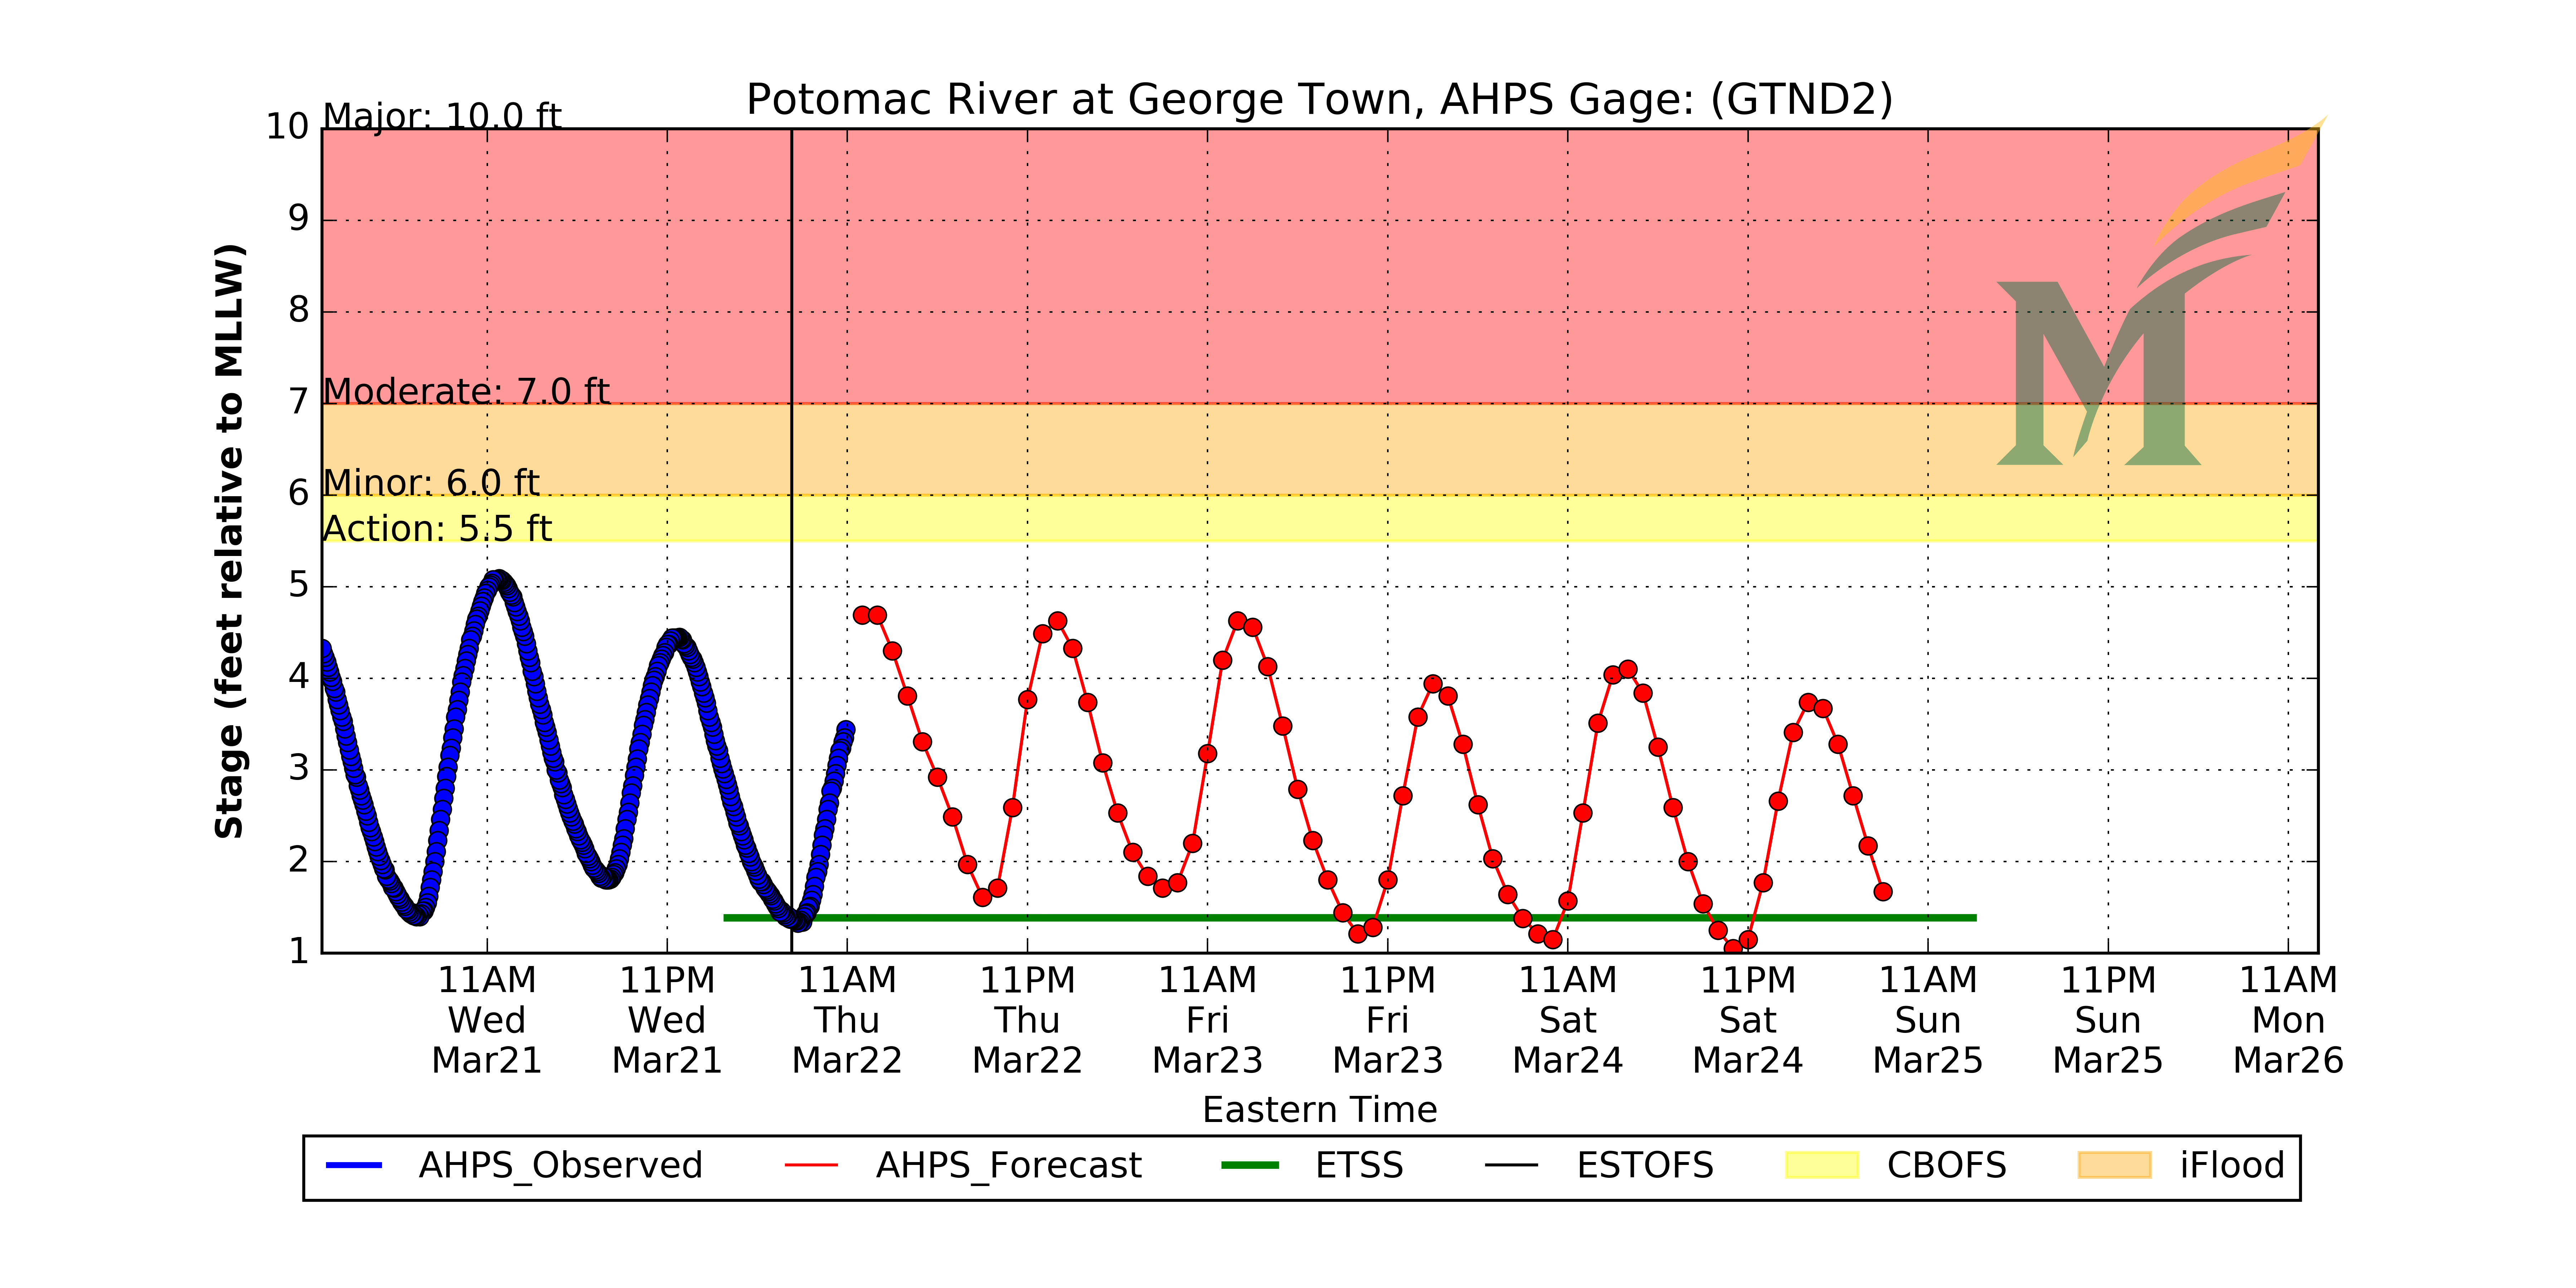 Potomac River at George Town, AHPS Gage: (GTND2)
Major: 10.0 ft
Moderate: 7.0 ft
Minor: 6.0 ft
Action: 5.5 ft
Stage (feet relative to MLLW)
10
9
8
7
6
5
4
3
2
1
11AM 11PM 11AM 11PM 11AM 11PM 11AM 11PM 11AM 11PM 11AM
Wed Wed Thu Thu Fri Fri Sat Sat Sun Sun Mon
Mar21 Mar21 Mar22 Mar22 Mar23 Mar23 Mar24 Mar24 Mar25 Mar25 Mar26
Eastern Time
AHPS_Observed AHPS_Forecast ETSS ESTOFS CBOFS iFlood
M